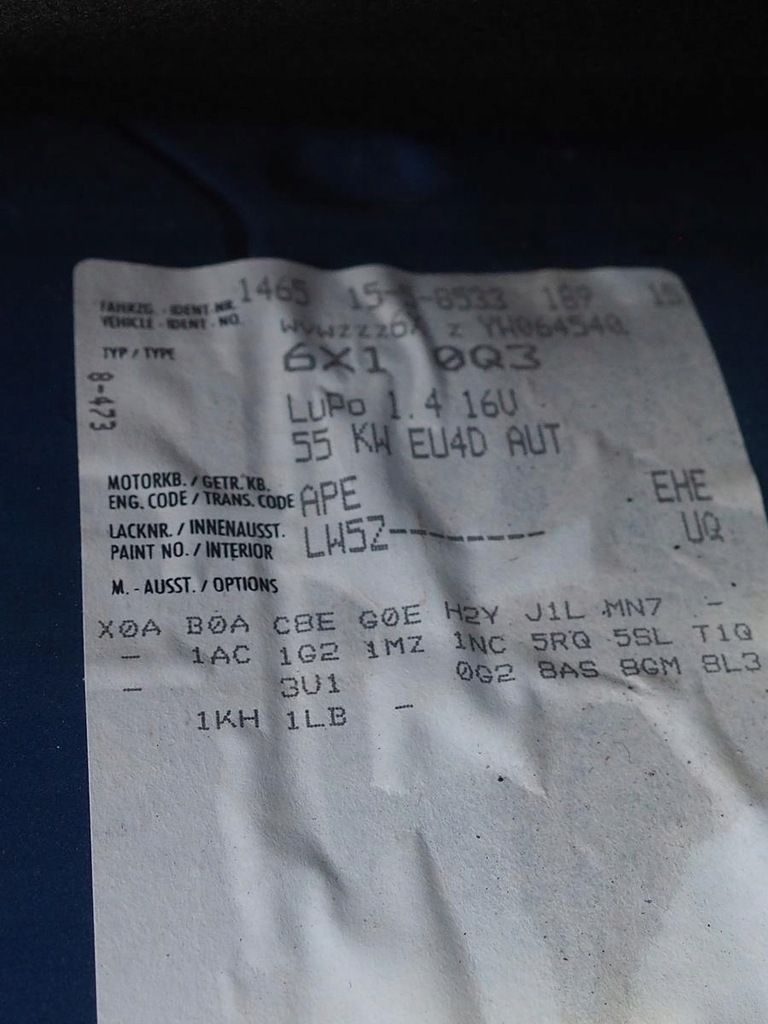 1465 15-5-8533 189 15
FAHRZG. - IDENT-NR.
VEHICLE - IDENT - NO. WVWZZZ6X Z YW064540
TYP / TYPE 6X1 0Q3
8-473
LUPO 1.4 16V
55 KW EU4D AUT
MOTORKB. / GETR. KB.
ENG. CODE / TRANS. CODE APE EHE
LACKNR. / INNENAUSST.
PAINT NO. / INTERIOR LW5Z-------- UQ
M. - AUSST. / OPTIONS
X0A B0A C8E G0E H2Y J1L MN7 -
- 1AC 1G2 1MZ 1NC 5RQ 5SL T1Q
- 3U1 0G2 8AS 8GM 8L3
1KH 1LB -